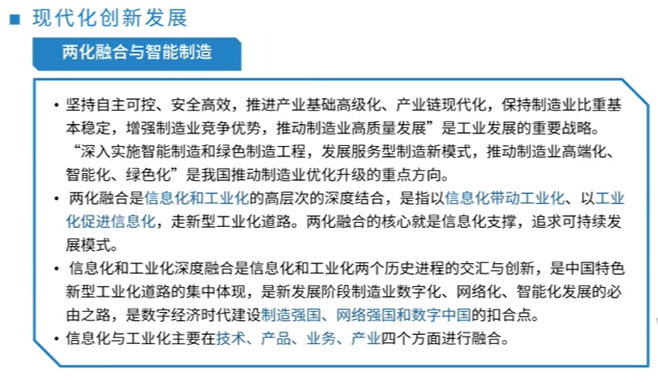 现代化创新发展
两化融合与智能制造
• 坚持自主可控、安全高效，推进产业基础高级化、产业链现代化，保持制造业比重基
本稳定，增强制造业竞争优势，推动制造业高质量发展”是工业发展的重要战略。
“深入实施智能制造和绿色制造工程，发展服务型制造新模式，推动制造业高端化、
智能化、绿色化”是我国推动制造业优化升级的重点方向。
• 两化融合是信息化和工业化的高层次的深度结合，是指以信息化带动工业化、以工业
化促进信息化，走新型工业化道路。两化融合的核心就是信息化支撑，追求可持续发
展模式。
• 信息化和工业化深度融合是信息化和工业化两个历史进程的交汇与创新，是中国特色
新型工业化道路的集中体现，是新发展阶段制造业数字化、网络化、智能化发展的必
由之路，是数字经济时代建设制造强国、网络强国和数字中国的扣合点。
• 信息化与工业化主要在技术、产品、业务、产业四个方面进行融合。